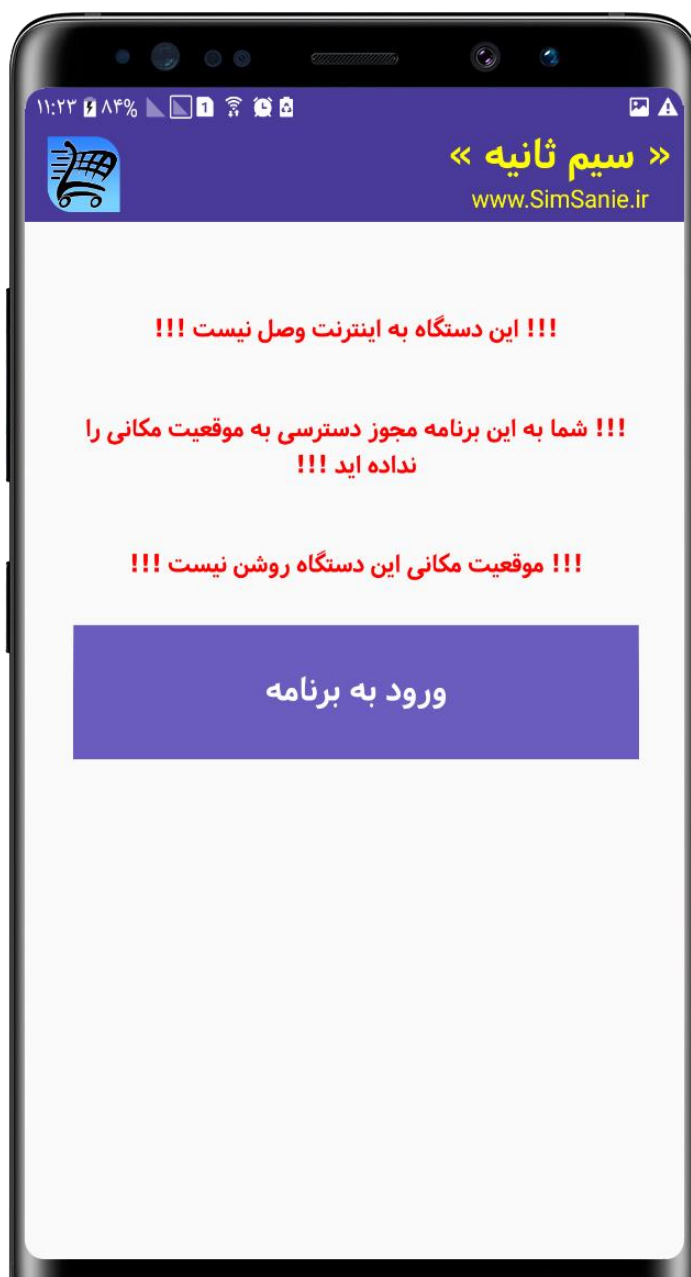 ۱۱:۲۳ ۸۴% 1
« سیم ثانیه »
www.SimSanie.ir
!!! این دستگاه به اینترنت وصل نیست !!!
!!! شما به این برنامه مجوز دسترسی به موقعیت مکانی را
نداده اید !!!
!!! موقعیت مکانی این دستگاه روشن نیست !!!
ورود به برنامه